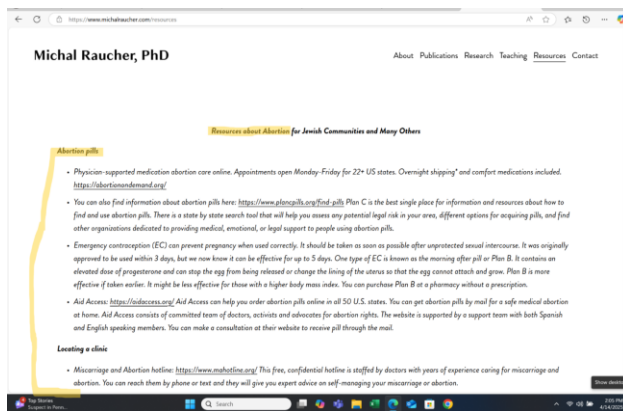 https://www.michalraucher.com/resources
Michal Raucher, PhD
About Publications Research Teaching Resources Contact
Resources about Abortion for Jewish Communities and Many Others
Abortion pills
• Physician-supported medication abortion care online. Appointments open Monday-Friday for 22+ US states. Overnight shipping* and comfort medications included.
https://abortionondemand.org/
• You can also find information about abortion pills here: https://www.plancpills.org/find-pills Plan C is the best single place for information and resources about how to
find and use abortion pills. There is a state by state search tool that will help you assess any potential legal risk in your area, different options for acquiring pills, and find
other organizations dedicated to providing medical, emotional, or legal support to people using abortion pills.
• Emergency contraception (EC) can prevent pregnancy when used correctly. It should be taken as soon as possible after unprotected sexual intercourse. It was originally
approved to be used within 3 days, but we now know it can be effective for up to 5 days. One type of EC is known as the morning after pill or Plan B. It contains an
elevated dose of progesterone and can stop the egg from being released or change the lining of the uterus so that the egg cannot attach and grow. Plan B is more
effective if taken earlier. It might be less effective for those with a higher body mass index. You can purchase Plan B at a pharmacy without a prescription.
• Aid Access: https://aidaccess.org/ Aid Access can help you order abortion pills online in all 50 U.S. states. You can get abortion pills by mail for a safe medical abortion
at home. Aid Access consists of committed team of doctors, activists and advocates for abortion rights. The website is supported by a support team with both Spanish
and English speaking members. You can make a consultation at their website to receive pill through the mail.
Locating a clinic
• Miscarriage and Abortion hotline: https://www.mahotline.org/ This free, confidential hotline is staffed by doctors with years of experience caring for miscarriage and
abortion. You can reach them by phone or text and they will give you expert advice on self-managing your miscarriage or abortion.
Show desktop
Top Stories
Suspect in Penn...
Search
2:05 PM
4/14/2025